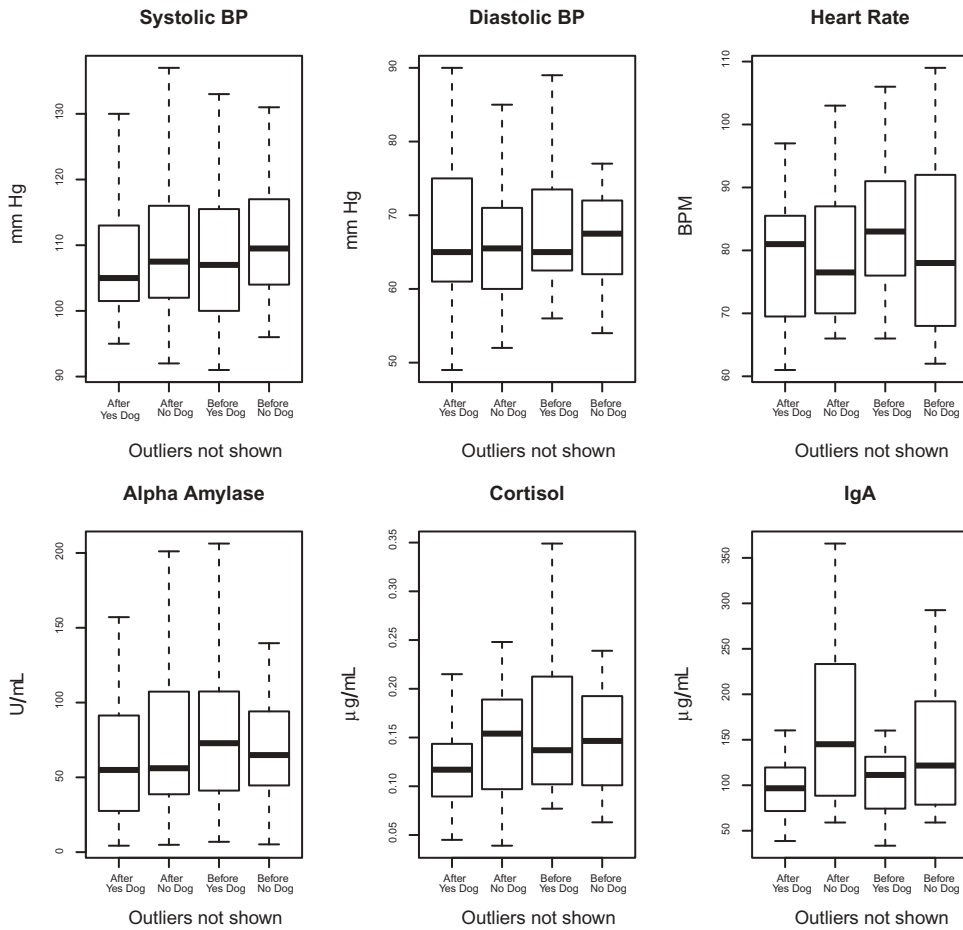 Systolic BP
mm Hg
90 100 110 120 130
After Yes Dog
After No Dog
Before Yes Dog
Before No Dog
Outliers not shown
Diastolic BP
mm Hg
50 60 70 80 90
After Yes Dog
After No Dog
Before Yes Dog
Before No Dog
Outliers not shown
Heart Rate
BPM
60 70 80 90 100 110
After Yes Dog
After No Dog
Before Yes Dog
Before No Dog
Outliers not shown
Alpha Amylase
U/mL
0 50 100 150 200
After Yes Dog
After No Dog
Before Yes Dog
Before No Dog
Outliers not shown
Cortisol
μg/mL
0.05 0.10 0.15 0.20 0.25 0.30 0.35
After Yes Dog
After No Dog
Before Yes Dog
Before No Dog
Outliers not shown
IgA
μg/mL
50 100 150 200 250 300 350
After Yes Dog
After No Dog
Before Yes Dog
Before No Dog
Outliers not shown